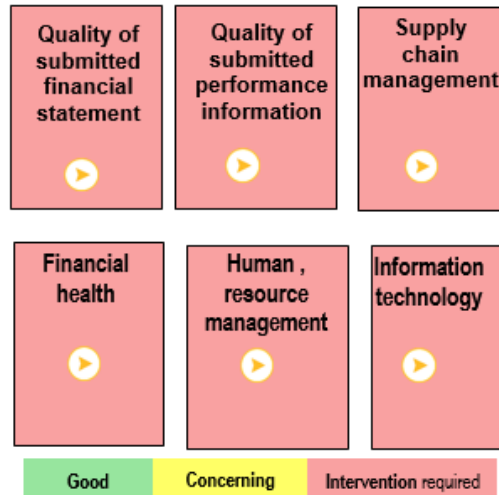 Quality of
submitted
financial
statement
Quality of
submitted
performance
information
Supply
chain
management
Financial
health
Human ,
resource
management
Information
technology
Good
Concerning
Intervention required